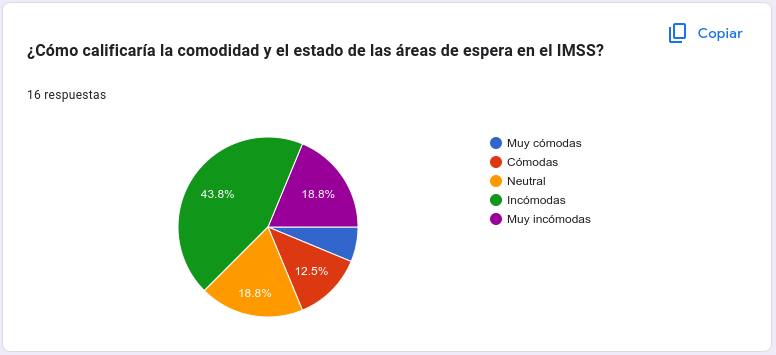 Copiar
¿Cómo calificaría la comodidad y el estado de las áreas de espera en el IMSS?
16 respuestas
43.8%
18.8%
12.5%
18.8%
Muy cómodas
Cómodas
Neutral
Incómodas
Muy incómodas